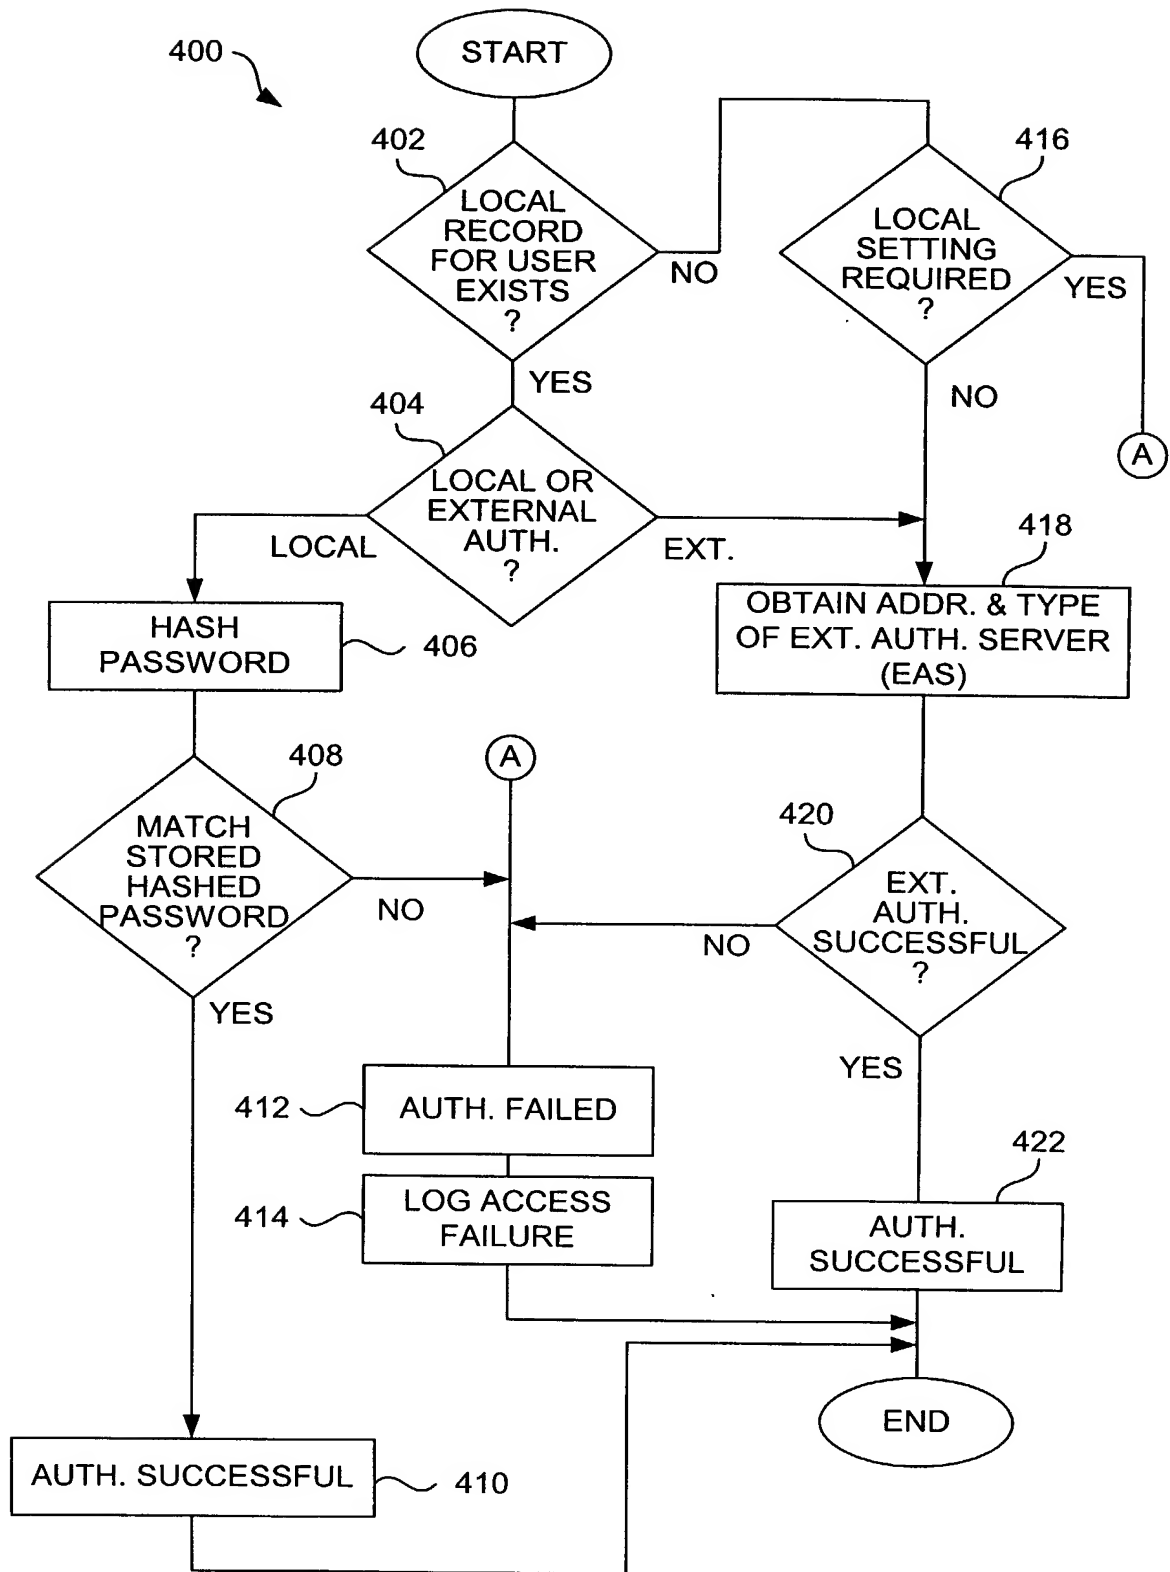 400
START
402
LOCAL
RECORD
FOR USER
EXISTS
?
NO
YES
416
LOCAL
SETTING
REQUIRED
?
YES
NO
A
404
LOCAL OR
EXTERNAL
AUTH.
?
LOCAL
EXT.
418
OBTAIN ADDR. & TYPE
OF EXT. AUTH. SERVER
(EAS)
HASH
PASSWORD
406
408
MATCH
STORED
HASHED
PASSWORD
?
NO
YES
A
420
EXT.
AUTH.
SUCCESSFUL
?
NO
YES
412
AUTH. FAILED
414
LOG ACCESS
FAILURE
422
AUTH.
SUCCESSFUL
END
AUTH. SUCCESSFUL
410